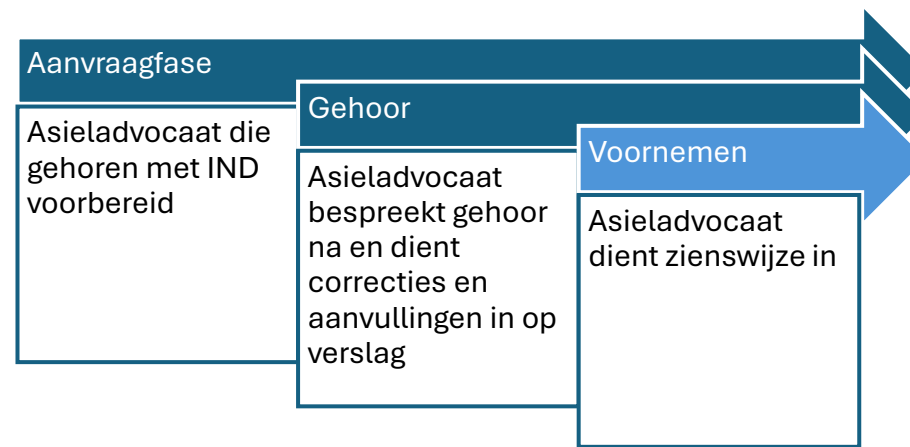 Aanvraagfase
Asieladvocaat die
gehoren met IND
voorbereid
Gehoor
Asieladvocaat
bespreekt gehoor
na en dient
correcties en
aanvullingen in op
verslag
Voornemen
Asieladvocaat
dient zienswijze in